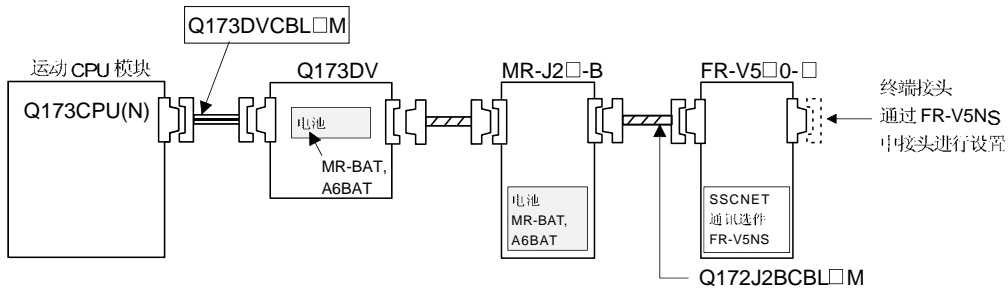 Q173DVCBL□M
运动 CPU 模块
Q173DV
MR-J2□-B
FR-V5□0-□
Q173CPU(N)
电池
MR-BAT,
A6BAT
电池
MR-BAT,
A6BAT
SSCNET
通讯选件
FR-V5NS
终端接头
通过 FR-V5NS
中接头进行设置
Q172J2BCBL□M